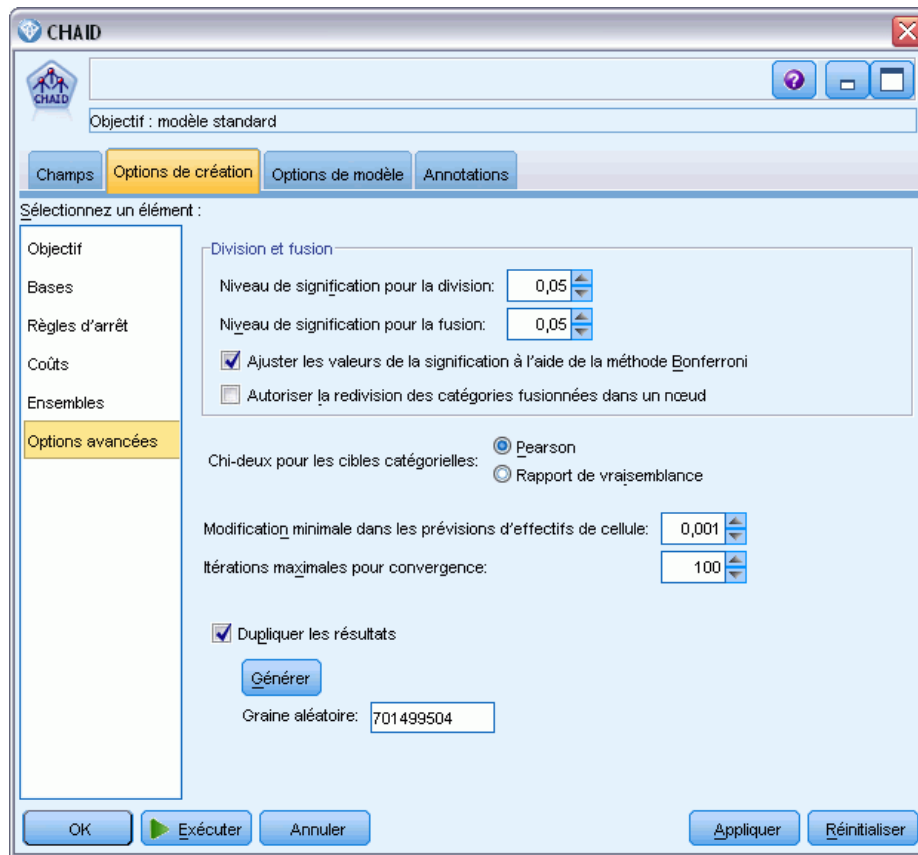 CHAID
CHAID
Objectif : modèle standard
Champs
Options de création
Options de modèle
Annotations
Sélectionnez un élément :
Objectif
Bases
Règles d'arrêt
Coûts
Ensembles
Options avancées
Division et fusion
Niveau de signification pour la division: 0,05
Niveau de signification pour la fusion: 0,05
Ajuster les valeurs de la signification à l'aide de la méthode Bonferroni
Autoriser la redivision des catégories fusionnées dans un nœud
Chi-deux pour les cibles catégorielles:
Pearson
Rapport de vraisemblance
Modification minimale dans les prévisions d'effectifs de cellule: 0,001
Itérations maximales pour convergence: 100
Dupliquer les résultats
Générer
Graine aléatoire: 701499504
OK
Exécuter
Annuler
Appliquer
Réinitialiser